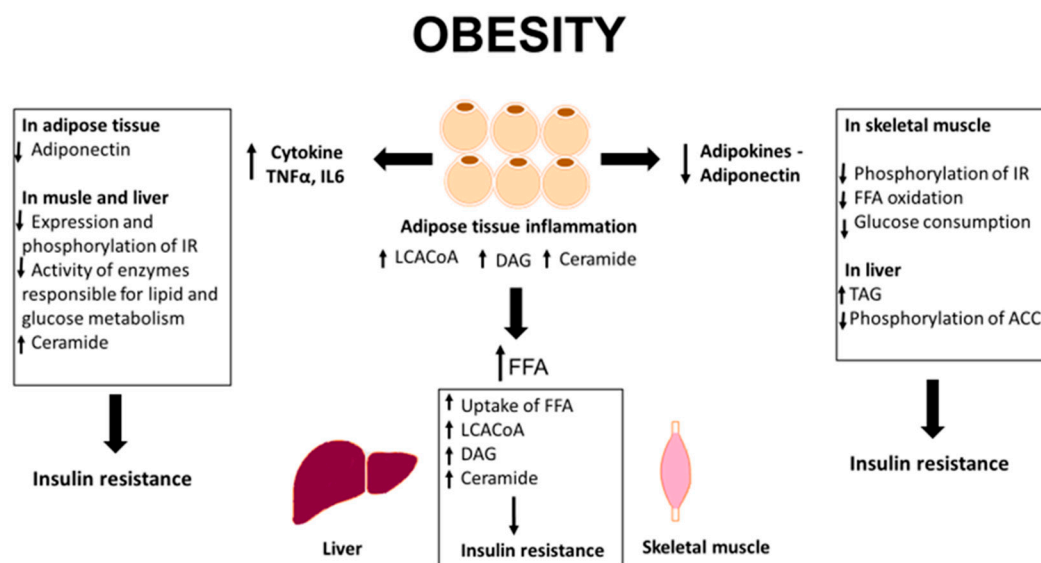 OBESITY
In adipose tissue
↓ Adiponectin
In musle and liver
↓ Expression and
phosphorylation of IR
↓ Activity of enzymes
responsible for lipid and
glucose metabolism
↑ Ceramide
Insulin resistance
↑ Cytokine
TNFα, IL6
Adipose tissue inflammation
↑ LCACoA ↑ DAG ↑ Ceramide
↑ FFA
↑ Uptake of FFA
↑ LCACoA
↑ DAG
↑ Ceramide
Insulin resistance
Liver
Skeletal muscle
↓ Adipokines -
Adiponectin
In skeletal muscle
↓ Phosphorylation of IR
↓ FFA oxidation
↓ Glucose consumption
In liver
↑ TAG
↓ Phosphorylation of ACC
Insulin resistance